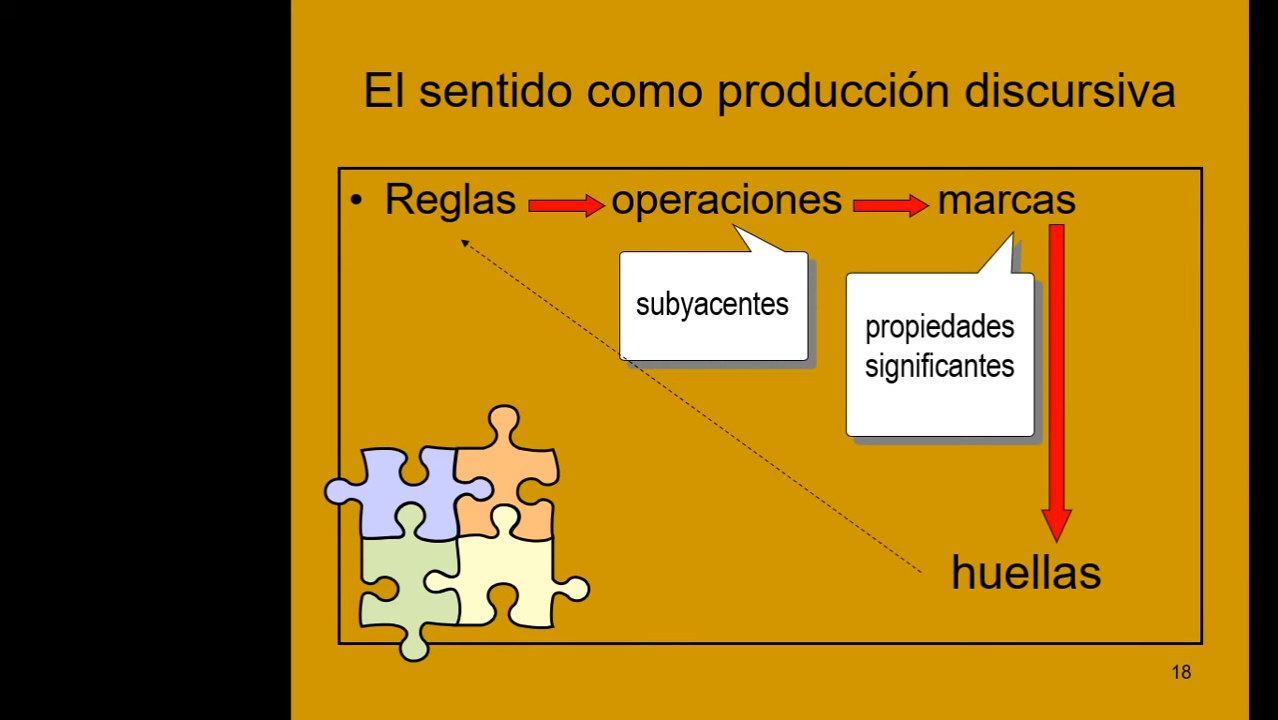 El sentido como producción discursiva
• Reglas operaciones marcas
subyacentes
propiedades
significantes
huellas
18